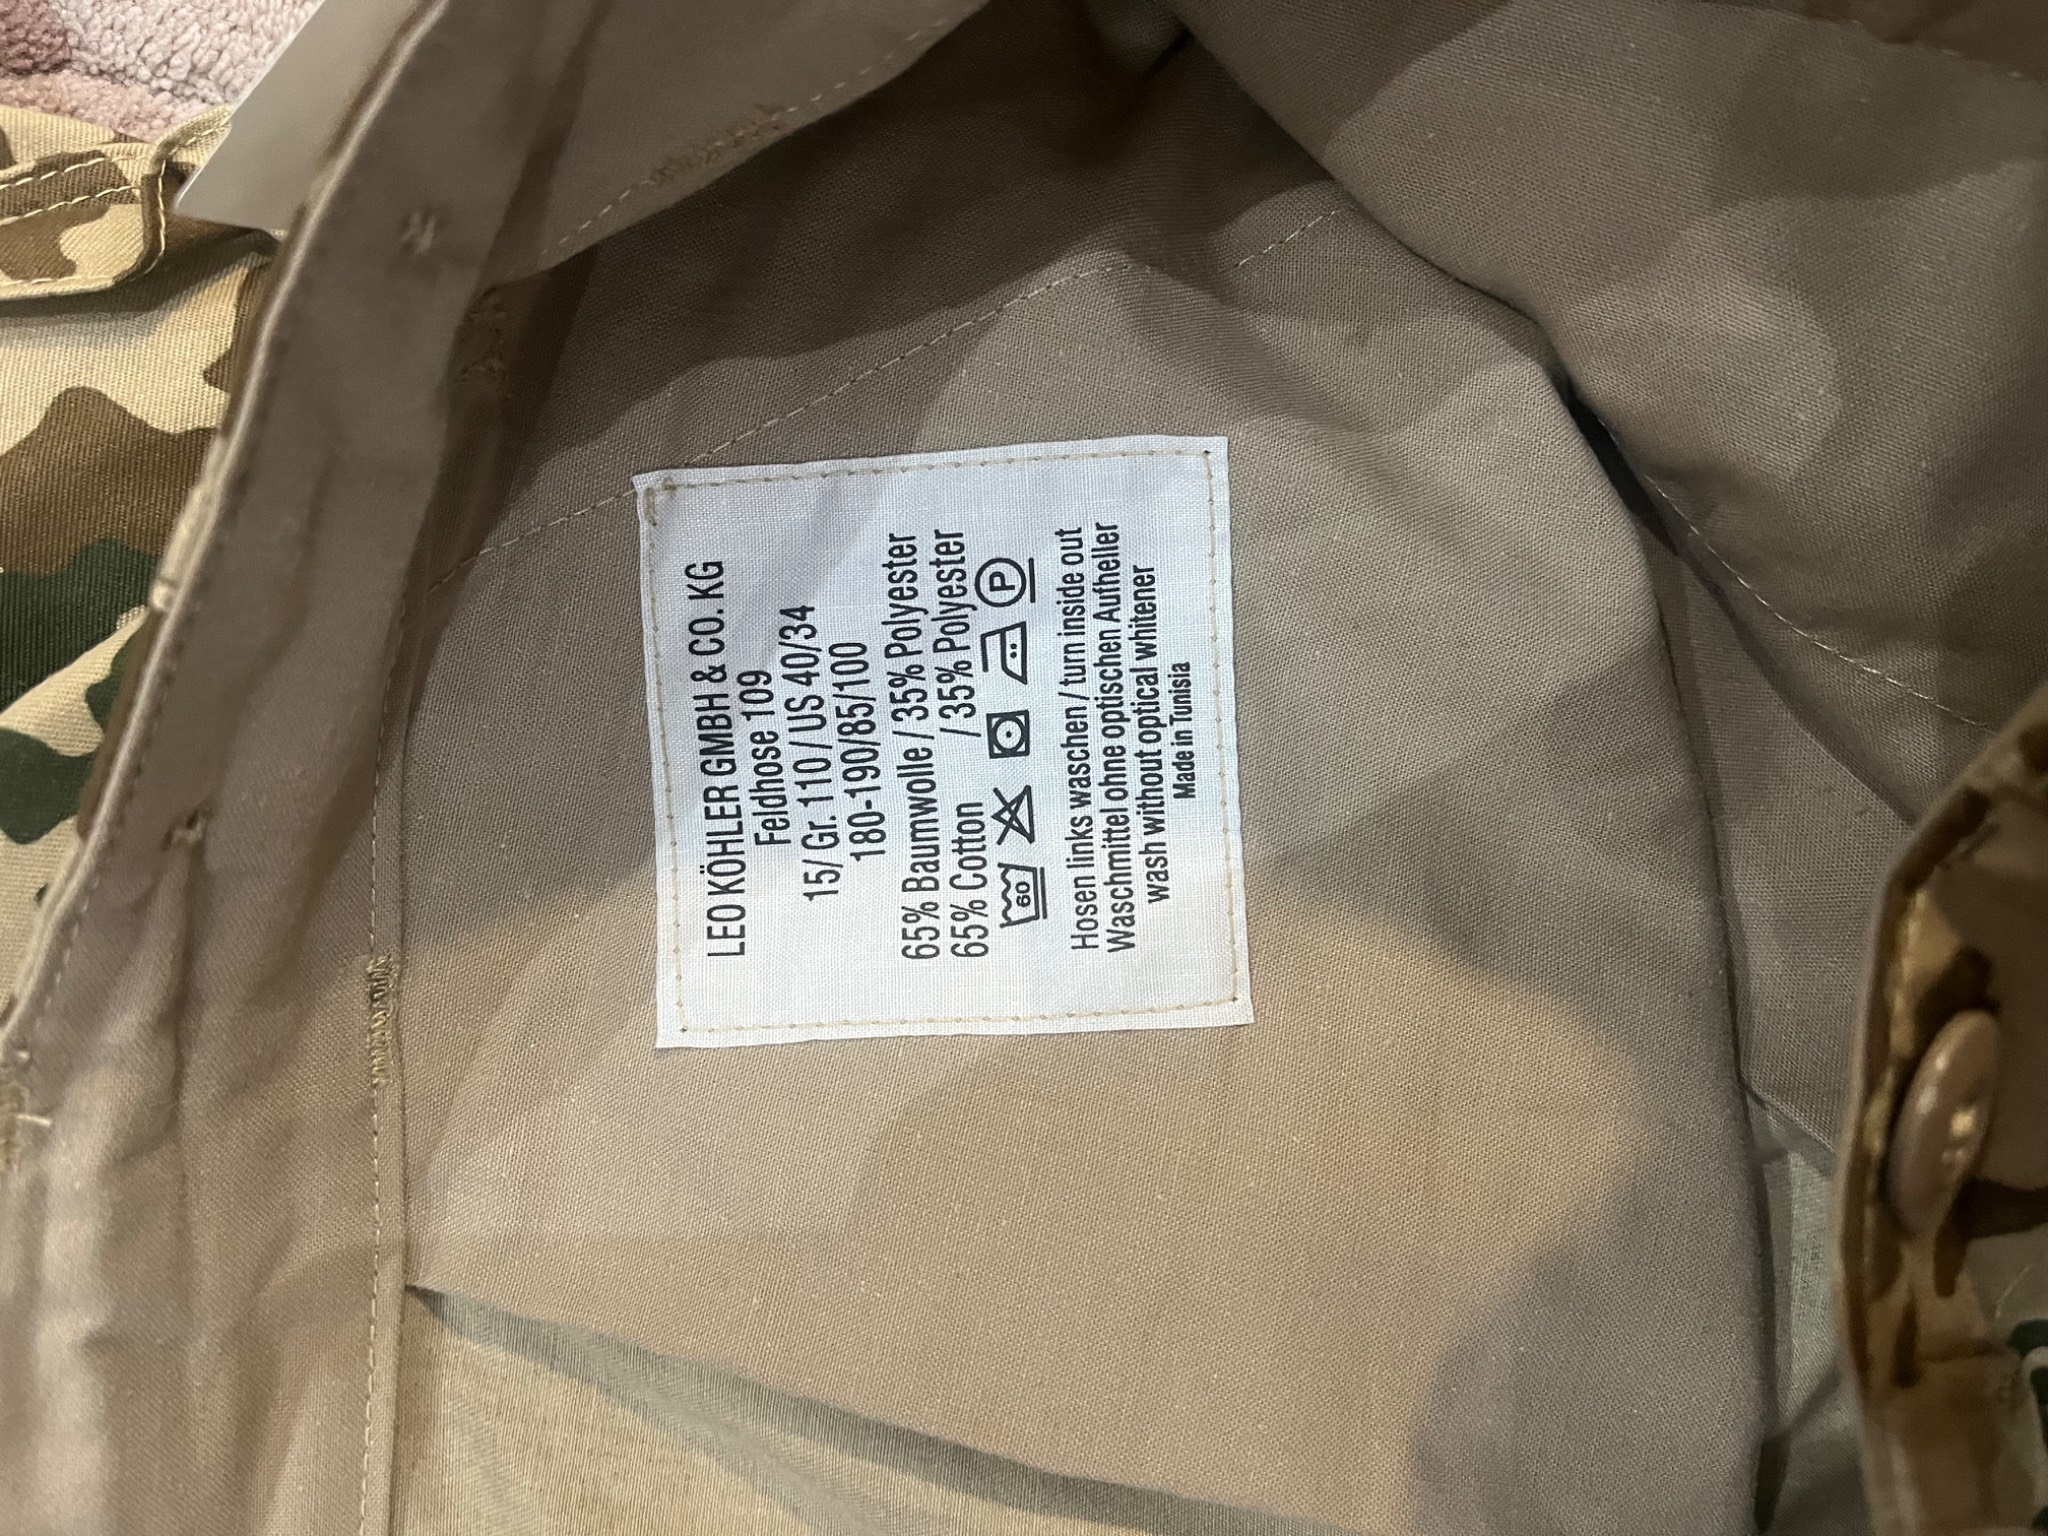 LEO KÖHLER GMBH & CO. KG
Feldhose 109
15/ Gr. 110 / US 40/34
180-190/85/100
65% Baumwolle / 35% Polyester
65% Cotton / 35% Polyester
60 P
Hosen links waschen / turn inside out
Waschmittel ohne optischen Aufheller
wash without optical whitener
Made in Tunisia